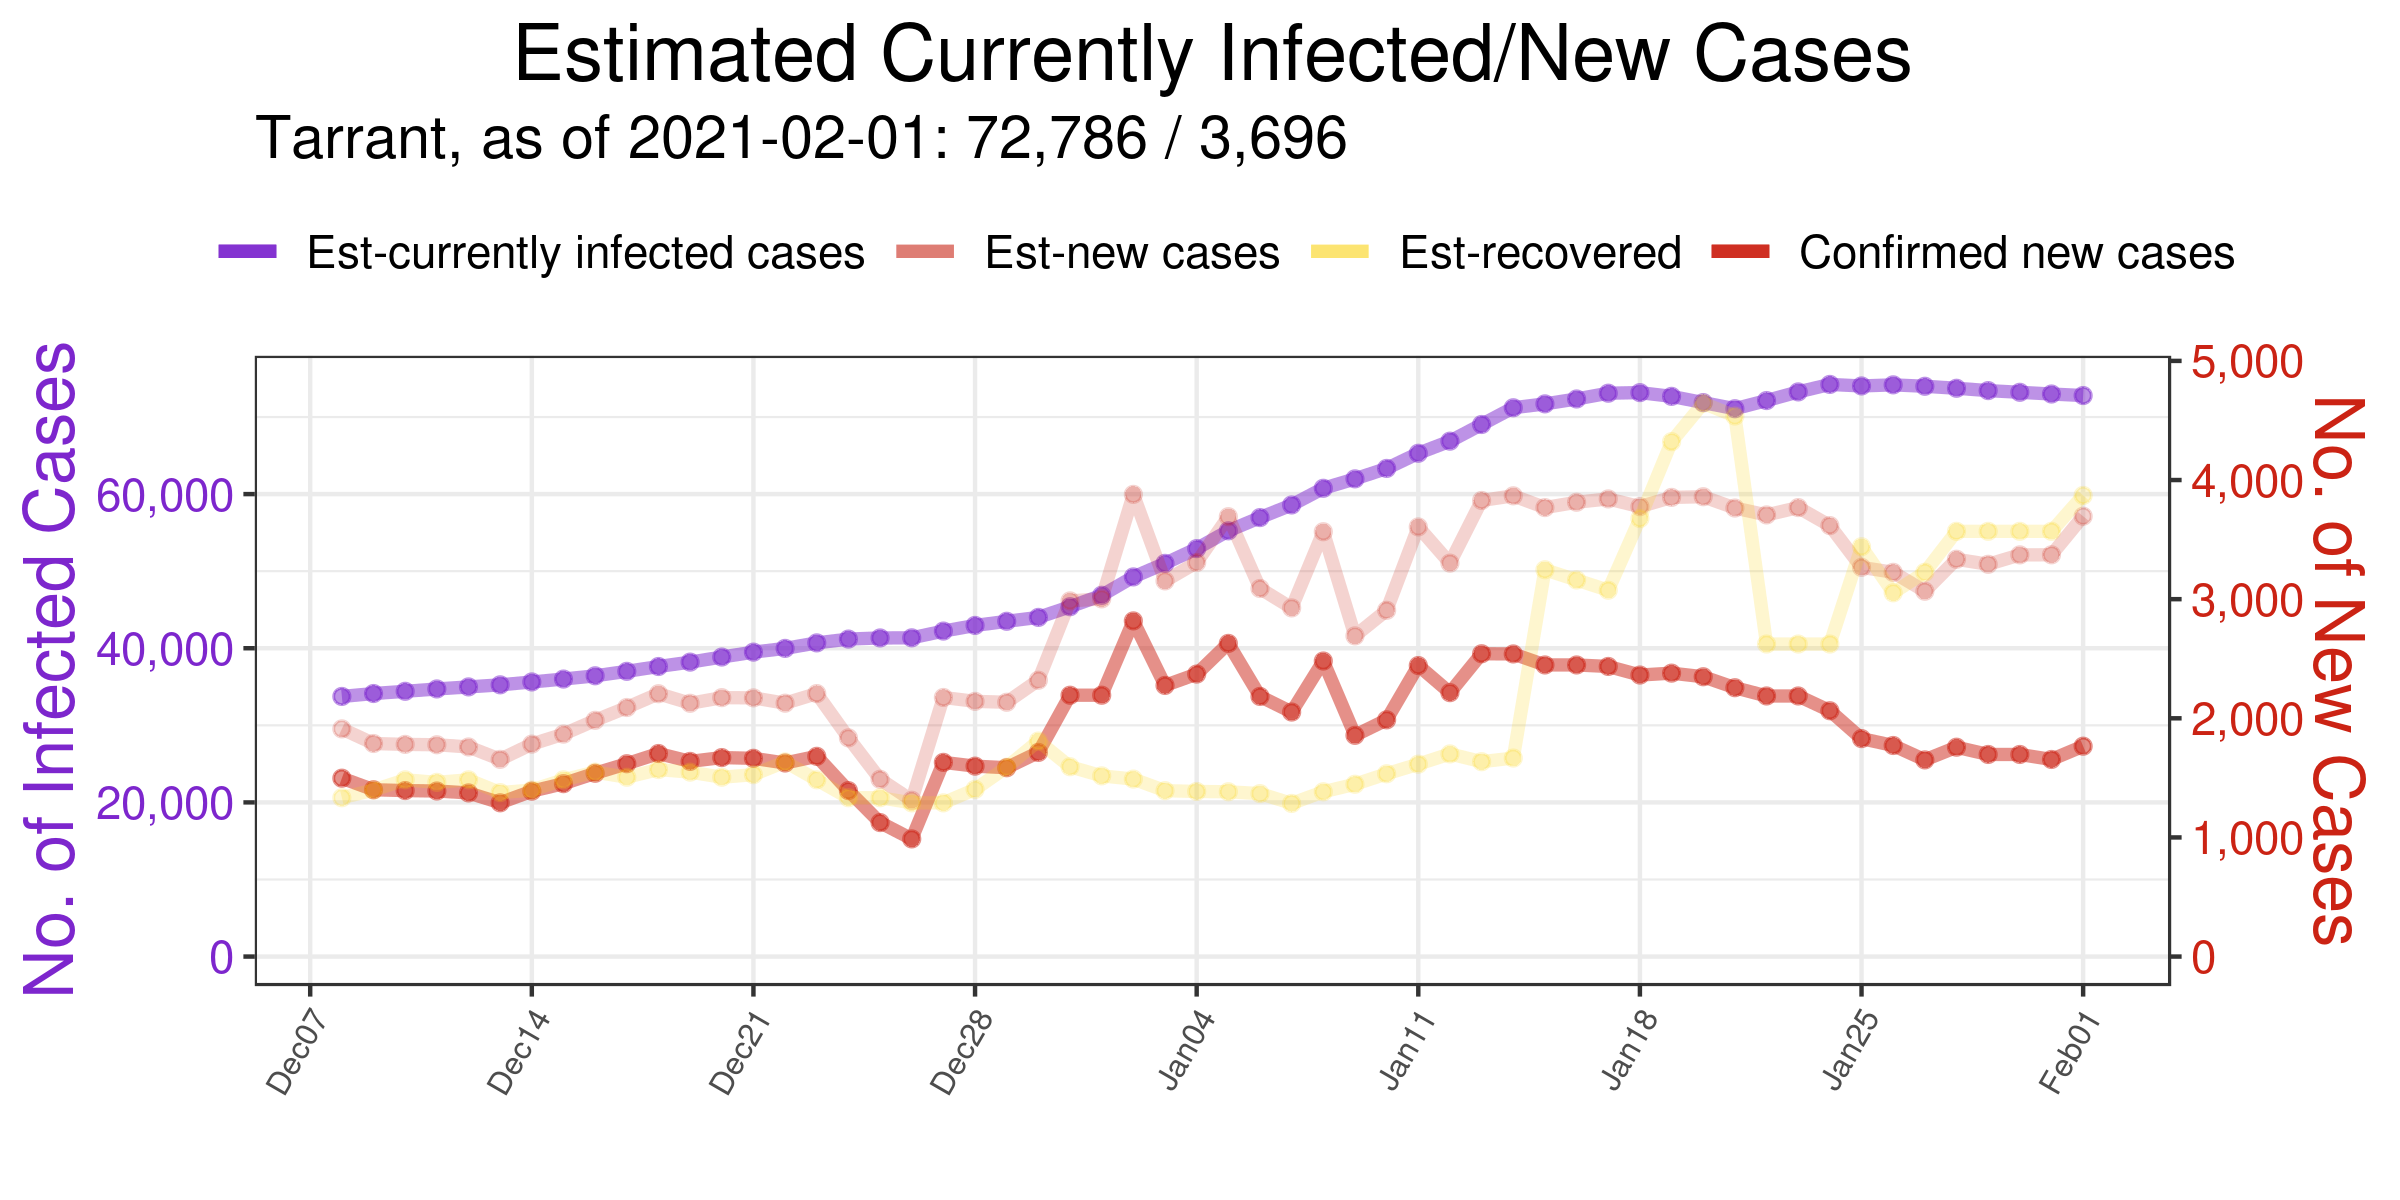 Estimated Currently Infected/New Cases
Tarrant, as of 2021-02-01: 72,786 / 3,696
Est-currently infected cases Est-new cases Est-recovered Confirmed new cases
No. of Infected Cases
60,000
40,000
20,000
0
5,000
4,000
3,000
2,000
1,000
0
No. of New Cases
Dec07 Dec14 Dec21 Dec28 Jan04 Jan11 Jan18 Jan25 Feb01